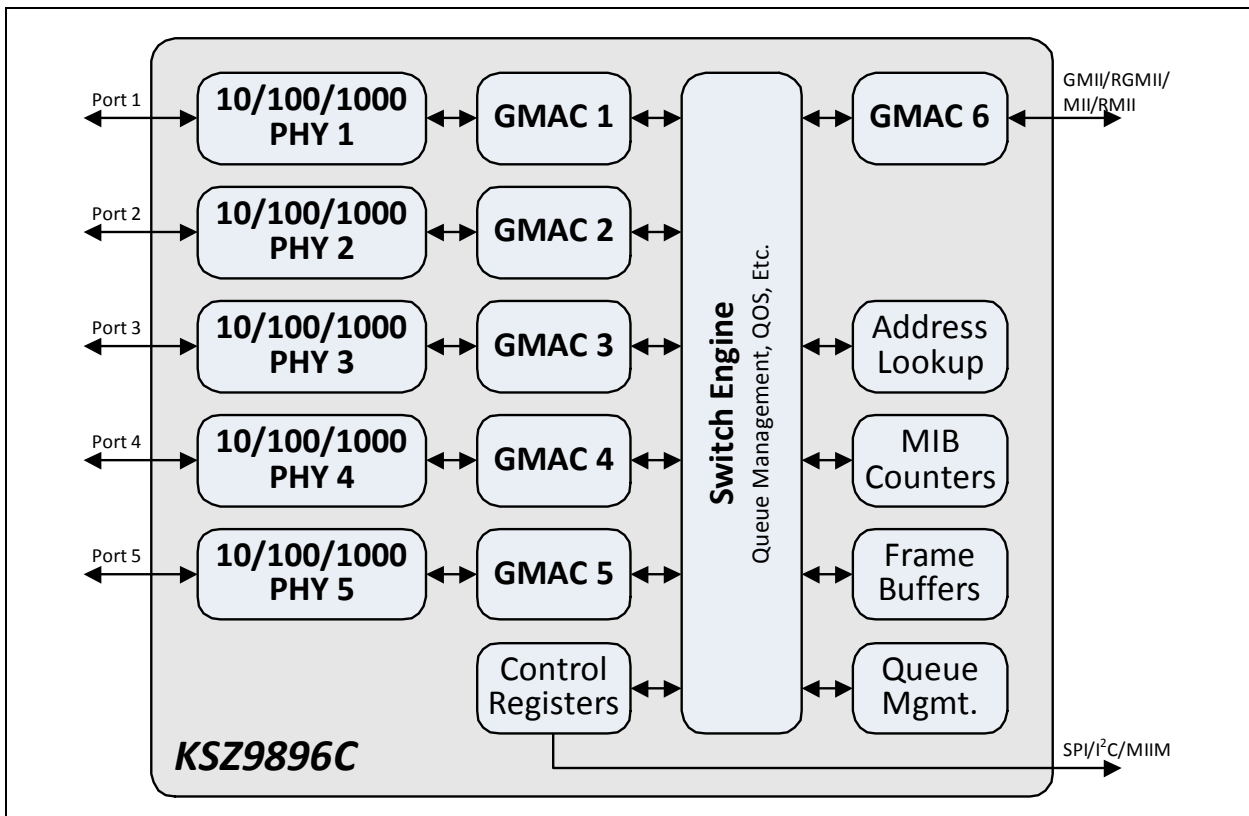 Port 1
10/100/1000
PHY 1
GMAC 1
GMAC 6
GMII/RGMII/
MII/RMII
Port 2
10/100/1000
PHY 2
GMAC 2
Port 3
10/100/1000
PHY 3
GMAC 3
Switch Engine
Queue Management, QOS, Etc.
Address
Lookup
Port 4
10/100/1000
PHY 4
GMAC 4
MIB
Counters
Port 5
10/100/1000
PHY 5
GMAC 5
Frame
Buffers
Control
Registers
Queue
Mgmt.
KSZ9896C
SPI/I²C/MIIM